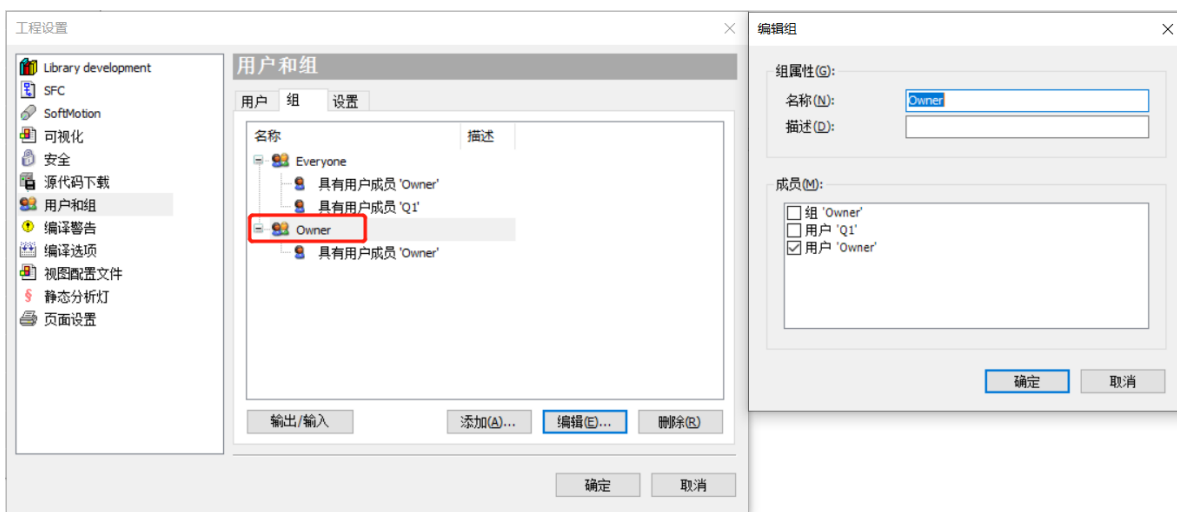 工程设置
Library development
SFC
SoftMotion
可视化
安全
源代码下载
用户和组
编译警告
编译选项
视图配置文件
静态分析灯
页面设置
用户和组
用户 组 设置
名称 描述
Everyone
具有用户成员 'Owner'
具有用户成员 'Q1'
Owner
具有用户成员 'Owner'
输出/输入 添加(A)... 编辑(E)... 删除(R)
确定 取消
编辑组
组属性(G):
名称(N): Owner
描述(D):
成员(M):
组 'Owner'
用户 'Q1'
用户 'Owner'
确定 取消